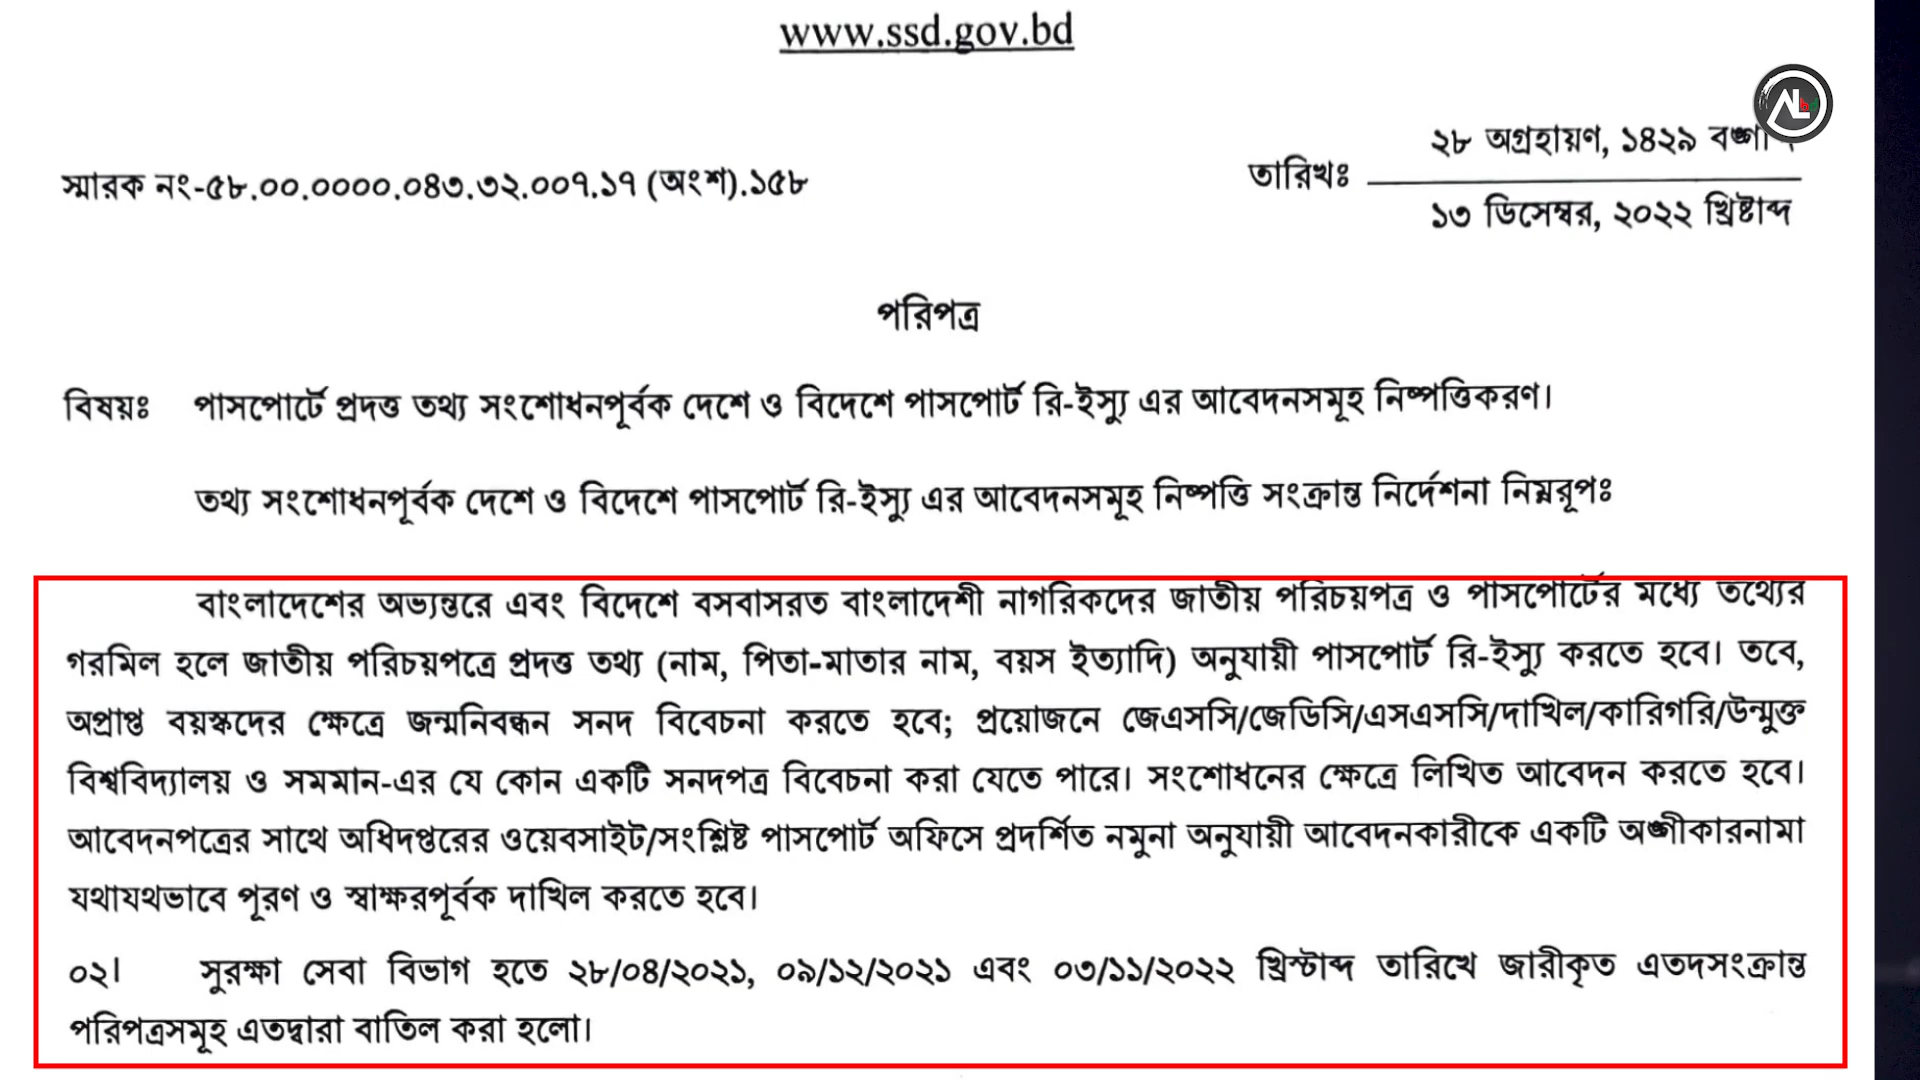 www.ssd.gov.bd
স্মারক নং-৫৮.০০.০০০০.০৪৩.৩২.০০৭.১৭ (অংশ).১৫৮
তারিখঃ
২৮ অগ্রহায়ণ, ১৪২৯
১৩ ডিসেম্বর, ২০২২ খ্রিষ্টাব্দ
পরিপত্র
বিষয়ঃ পাসপোর্টে প্রদত্ত তথ্য সংশোধনপূর্বক দেশে ও বিদেশে পাসপোর্ট রি-ইস্যু এর আবেদনসমূহ নিষ্পত্তিকরণ।
তথ্য সংশোধনপূর্বক দেশে ও বিদেশে পাসপোর্ট রি-ইস্যু এর আবেদনসমূহ নিষ্পত্তি সংক্রান্ত নির্দেশনা নিম্নরূপঃ
বাংলাদেশের অভ্যন্তরে এবং বিদেশে বসবাসরত বাংলাদেশী নাগরিকদের জাতীয় পরিচয়পত্র ও পাসপোর্টের মধ্যে তথ্যের
গরমিল হলে জাতীয় পরিচয়পত্রে প্রদত্ত তথ্য (নাম, পিতা-মাতার নাম, বয়স ইত্যাদি) অনুযায়ী পাসপোর্ট রি-ইস্যু করতে হবে। তবে,
অপ্রাপ্ত বয়স্কদের ক্ষেত্রে জন্মনিবন্ধন সনদ বিবেচনা করতে হবে; প্রয়োজনে জেএসসি/জেডিসি/এসএসসি/দাখিল/কারিগরি/উন্মুক্ত
বিশ্ববিদ্যালয় ও সমমান-এর যে কোন একটি সনদপত্র বিবেচনা করা যেতে পারে। সংশোধনের ক্ষেত্রে লিখিত আবেদন করতে হবে।
আবেদনপত্রের সাথে অধিদপ্তরের ওয়েবসাইট/সংশ্লিষ্ট পাসপোর্ট অফিসে প্রদর্শিত নমুনা অনুযায়ী আবেদনকারীকে একটি অঙ্গীকারনামা
যথাযথভাবে পূরণ ও স্বাক্ষরপূর্বক দাখিল করতে হবে।
০২। সুরক্ষা সেবা বিভাগ হতে ২৮/০৪/২০২১, ০৯/১২/২০২১ এবং ০৩/১১/২০২২ খ্রিস্টাব্দ তারিখে জারীকৃত এতদসংক্রান্ত
পরিপত্রসমূহ এতদ্বারা বাতিল করা হলো।